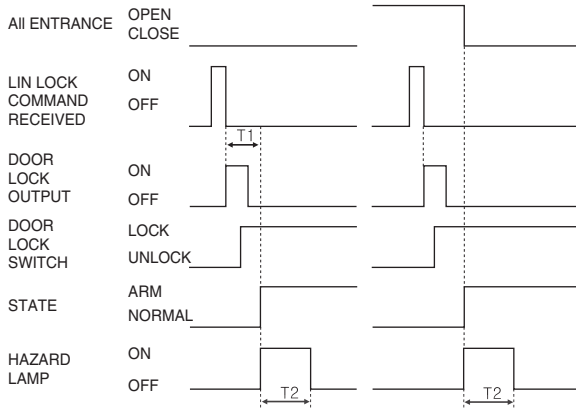 All ENTRANCE
OPEN
CLOSE
LIN LOCK
COMMAND
RECEIVED
ON
OFF
T1
DOOR
LOCK
OUTPUT
ON
OFF
DOOR
LOCK
SWITCH
LOCK
UNLOCK
STATE
ARM
NORMAL
HAZARD
LAMP
ON
OFF
T2
T2